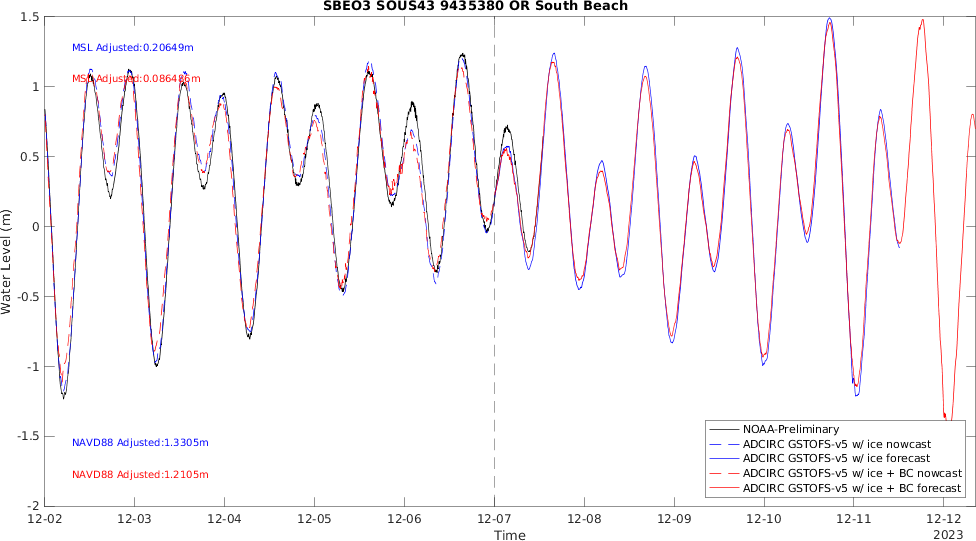 SBEO3 SOUS43 9435380 OR South Beach
1.5
1
0.5
0
-0.5
-1
-1.5
-2
Water Level (m)
MSL Adjusted:0.20649m
MSL Adjusted:0.0864
NAVD88 Adjusted:1.3305m
NAVD88 Adjusted:1.2105m
NOAA-Preliminary
ADCIRC GSTOFS-v5 w/ ice nowcast
ADCIRC GSTOFS-v5 w/ ice forecast
ADCIRC GSTOFS-v5 w/ ice + BC nowcast
ADCIRC GSTOFS-v5 w/ ice + BC forecast
12-02 12-03 12-04 12-05 12-06 12-07 12-08 12-09 12-10 12-11 12-12
Time
2023